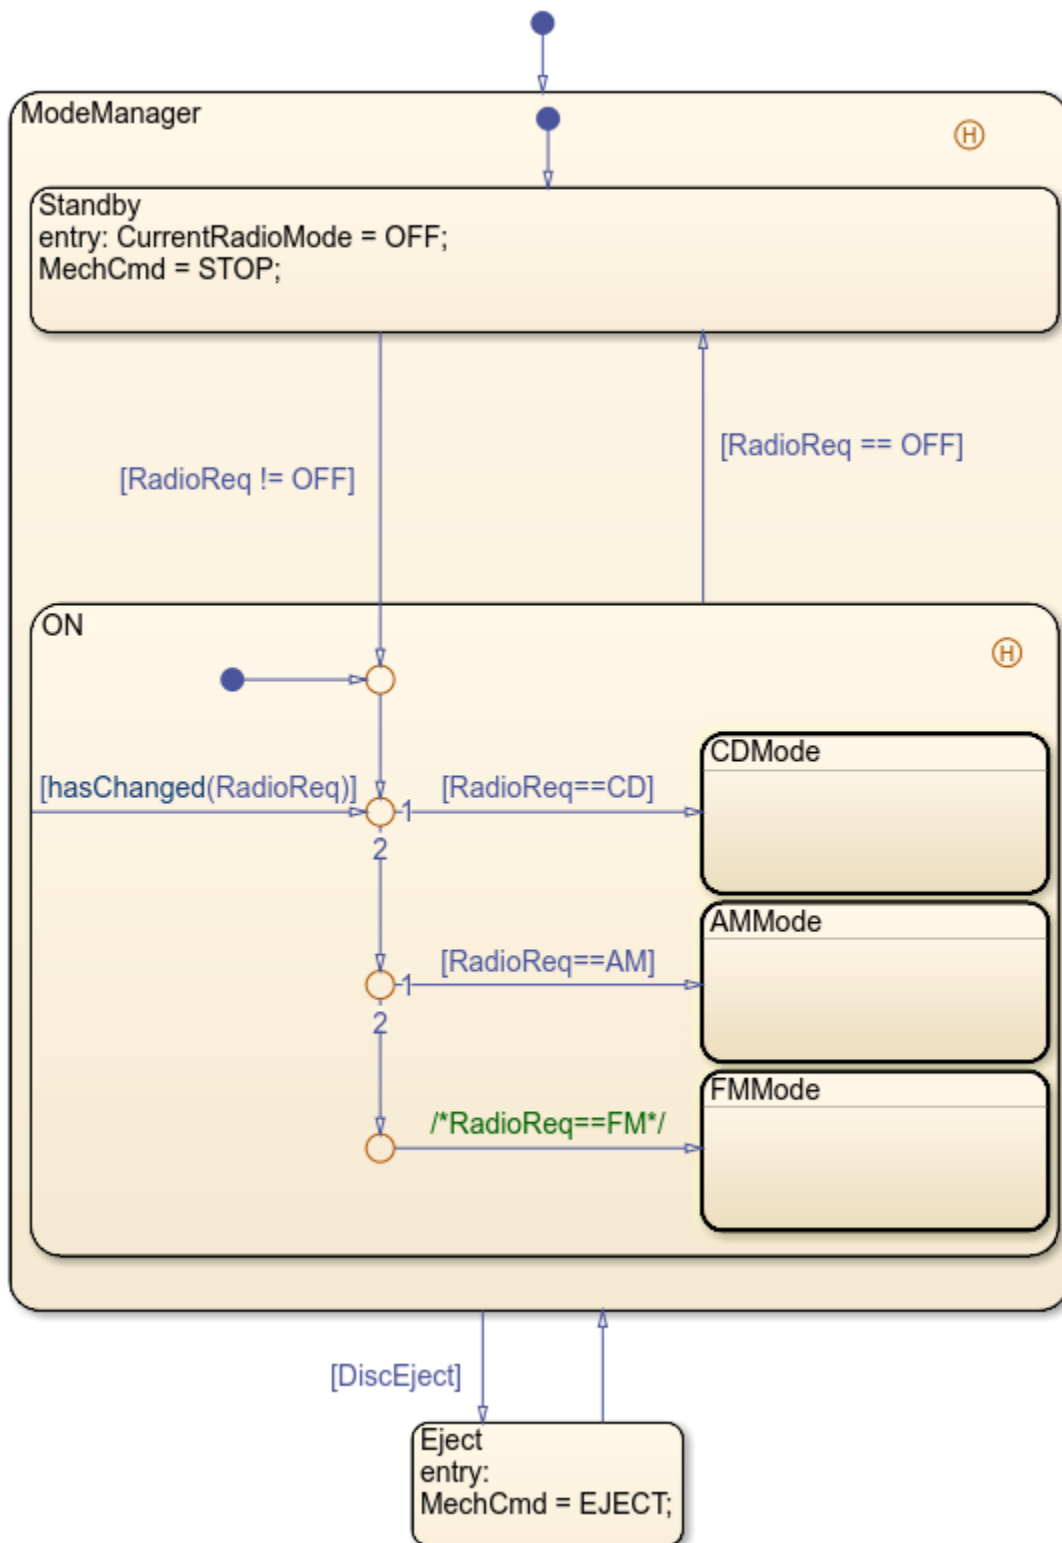 ModeManager
H
Standby
entry: CurrentRadioMode = OFF;
MechCmd = STOP;
[RadioReq == OFF]
[RadioReq != OFF]
ON
H
CDMode
[hasChanged(RadioReq)]
1
[RadioReq==CD]
2
AMMode
[RadioReq==AM]
1
2
FMMode
/*RadioReq==FM*/
[DiscEject]
Eject
entry:
MechCmd = EJECT;